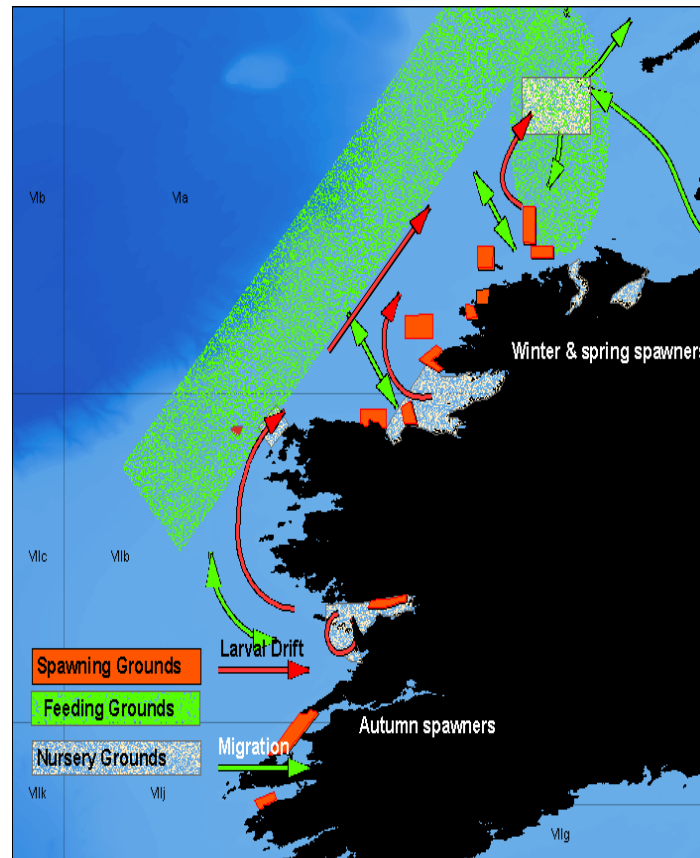 VIb
VIa
Winter & spring spawners
VIIc
VIIb
Larval Drift
Spawning Grounds
Feeding Grounds
Autumn spawners
Migration
Nursery Grounds
VIIk
VIIj
VIIg